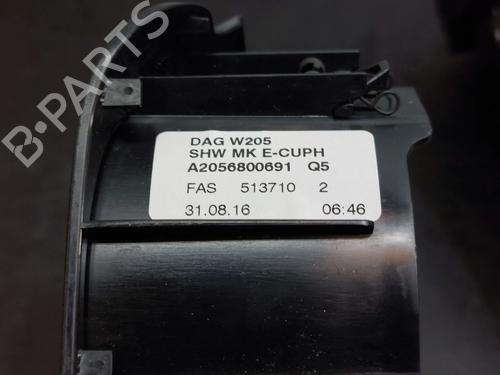 B-PARTS
DAG W205
SHW MK E-CUPH
A2056800691 Q5
FAS 513710 2
31.08.16 06:46